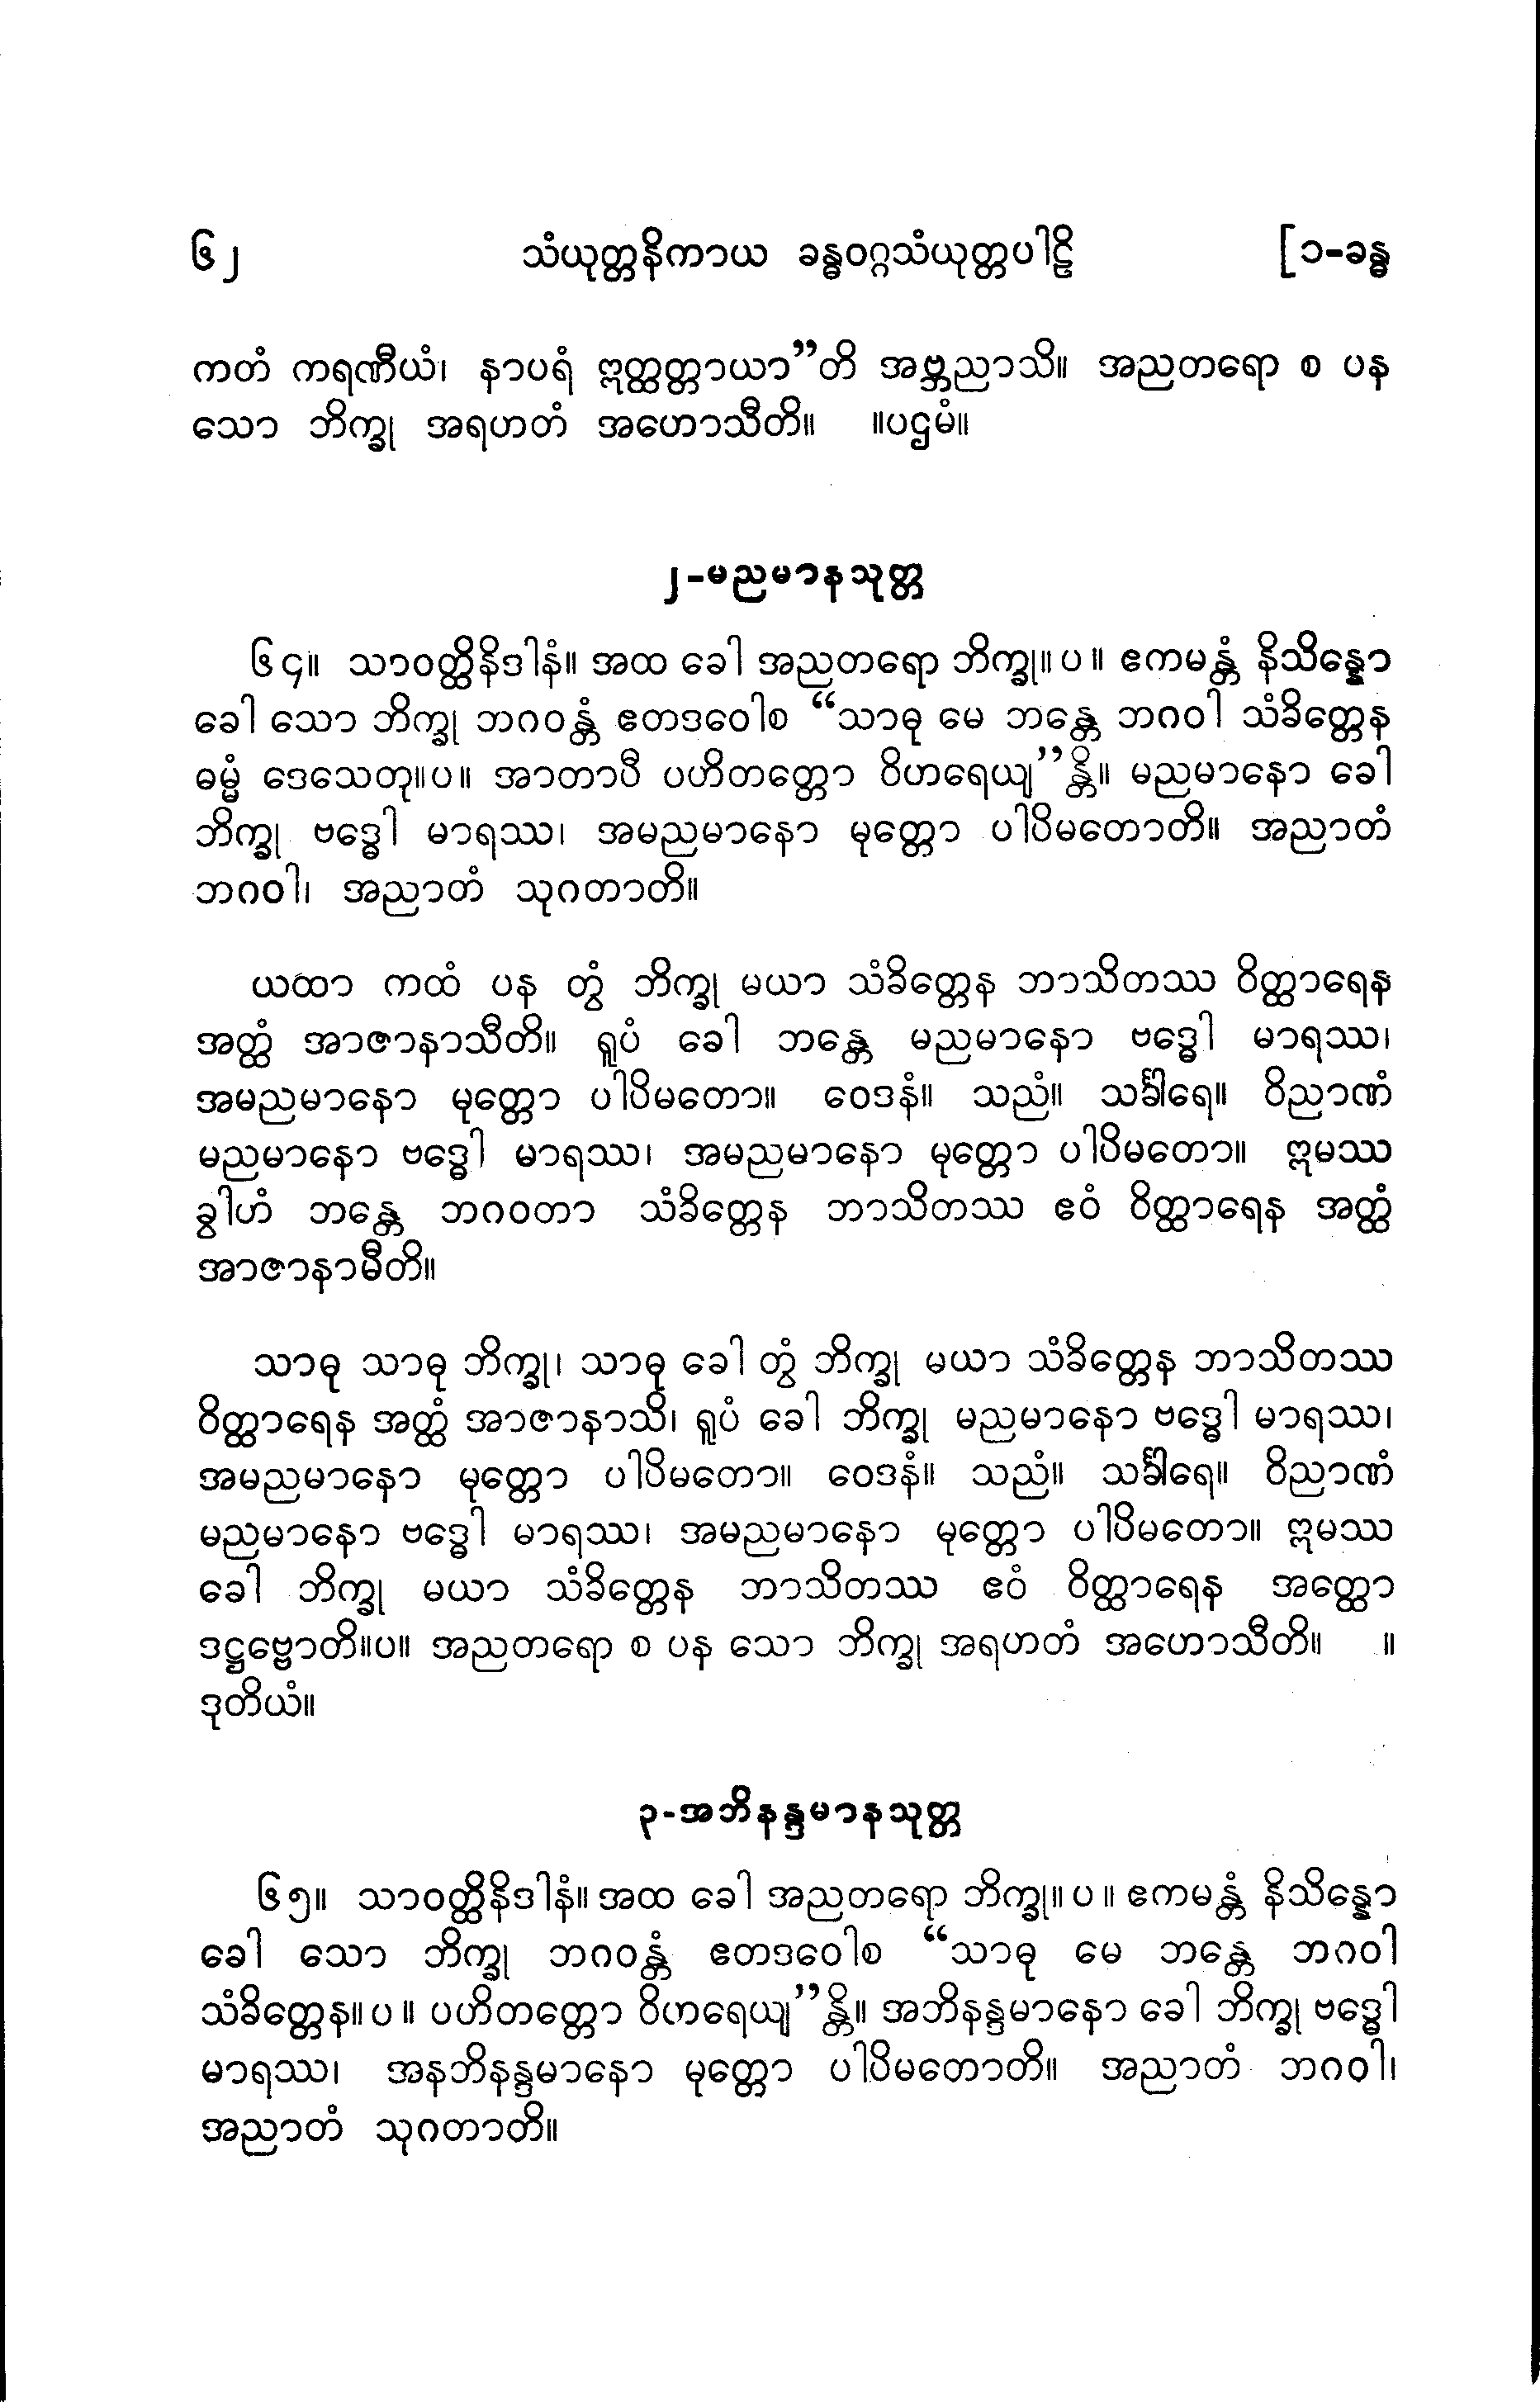 ၆၂ သံယုတ္တနိကာယ ခန္ဓဝဂ္ဂသံယုတ္တပါဠိ [၁-ခန္ဓ
ကတံ ကရဏီယံ၊ နာပရံ ဣတ္ထတ္တာယာ”တိ အဗ္ဘညာသိ။ အညတရော စ ပန
သော ဘိက္ခု အရဟတံ အဟောသီတိ။ ။ပဌမံ။
၂-မညမာနသုတ္တ
၆၄။ သာဝတ္ထိနိဒါနံ။ အထ ခေါ အညတရော ဘိက္ခု။ပ။ ဧကမန္တံ နိသိန္နော
ခေါ သော ဘိက္ခု ဘဂဝန္တံ ဧတဒဝေါစ “သာဓု မေ ဘန္တေ ဘဂဝါ သံခိတ္တေန
ဓမ္မံ ဒေသေတု။ပ။ အာတာပီ ပဟိတတ္တော ဝိဟရေယျ”န္တိ။ မညမာနော ခေါ
ဘိက္ခု ဗဒ္ဓေါ မာရဿ၊ အမညမာနော မုတ္တော ပါပိမတောတိ။ အညာတံ
ဘဂဝါ၊ အညာတံ သုဂတာတိ။
ယထာ ကထံ ပန တွံ ဘိက္ခု မယာ သံခိတ္တေန ဘာသိတဿ ဝိတ္ထာရေန
အတ္ထံ အာဇာနာသီတိ။ ရူပံ ခေါ ဘန္တေ မညမာနော ဗဒ္ဓေါ မာရဿ၊
အမညမာနော မုတ္တော ပါပိမတော။ ဝေဒနံ။ သညံ။ သင်္ခါရေ။ ဝိညာဏံ
မညမာနော ဗဒ္ဓေါ မာရဿ၊ အမညမာနော မုတ္တော ပါပိမတော။ ဣမဿ
ခွါဟံ ဘန္တေ ဘဂဝတာ သံခိတ္တေန ဘာသိတဿ ဧဝံ ဝိတ္ထာရေန အတ္ထံ
အာဇာနာမီတိ။
သာဓု သာဓု ဘိက္ခု၊ သာဓု ခေါ တွံ ဘိက္ခု မယာ သံခိတ္တေန ဘာသိတဿ
ဝိတ္ထာရေန အတ္ထံ အာဇာနာသိ၊ ရူပံ ခေါ ဘိက္ခု မညမာနော ဗဒ္ဓေါ မာရဿ၊
အမညမာနော မုတ္တော ပါပိမတော။ ဝေဒနံ။ သညံ။ သင်္ခါရေ။ ဝိညာဏံ
မညမာနော ဗဒ္ဓေါ မာရဿ၊ အမညမာနော မုတ္တော ပါပိမတော။ ဣမဿ
ခေါ ဘိက္ခု မယာ သံခိတ္တေန ဘာသိတဿ ဧဝံ ဝိတ္ထာရေန အတ္ထော
ဒဋ္ဌဗ္ဗောတိ။ပ။ အညတရော စ ပန သော ဘိက္ခု အရဟတံ အဟောသီတိ။ ။
ဒုတိယံ။
၃-အဘိနန္ဒမာနသုတ္တ
၆၅။ သာဝတ္ထိနိဒါနံ။ အထ ခေါ အညတရော ဘိက္ခု။ပ။ ဧကမန္တံ နိသိန္နော
ခေါ သော ဘိက္ခု ဘဂဝန္တံ ဧတဒဝေါစ “သာဓု မေ ဘန္တေ ဘဂဝါ
သံခိတ္တေန။ပ။ ပဟိတတ္တော ဝိဟရေယျ”န္တိ။ အဘိနန္ဒမာနော ခေါ ဘိက္ခု ဗဒ္ဓေါ
မာရဿ၊ အနဘိနန္ဒမာနော မုတ္တော ပါပိမတောတိ။ အညာတံ ဘဂဝါ၊
အညာတံ သုဂတာတိ။